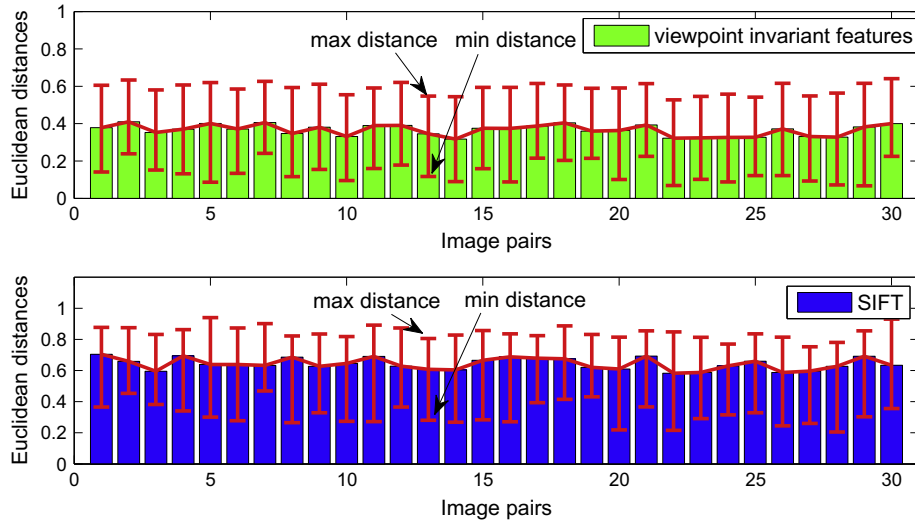 viewpoint invariant features
max distance
min distance
Euclidean distances
1
0.8
0.6
0.4
0.2
0
0
5
10
15
20
25
30
Image pairs
SIFT
max distance
min distance
Euclidean distances
1
0.8
0.6
0.4
0.2
0
0
5
10
15
20
25
30
Image pairs